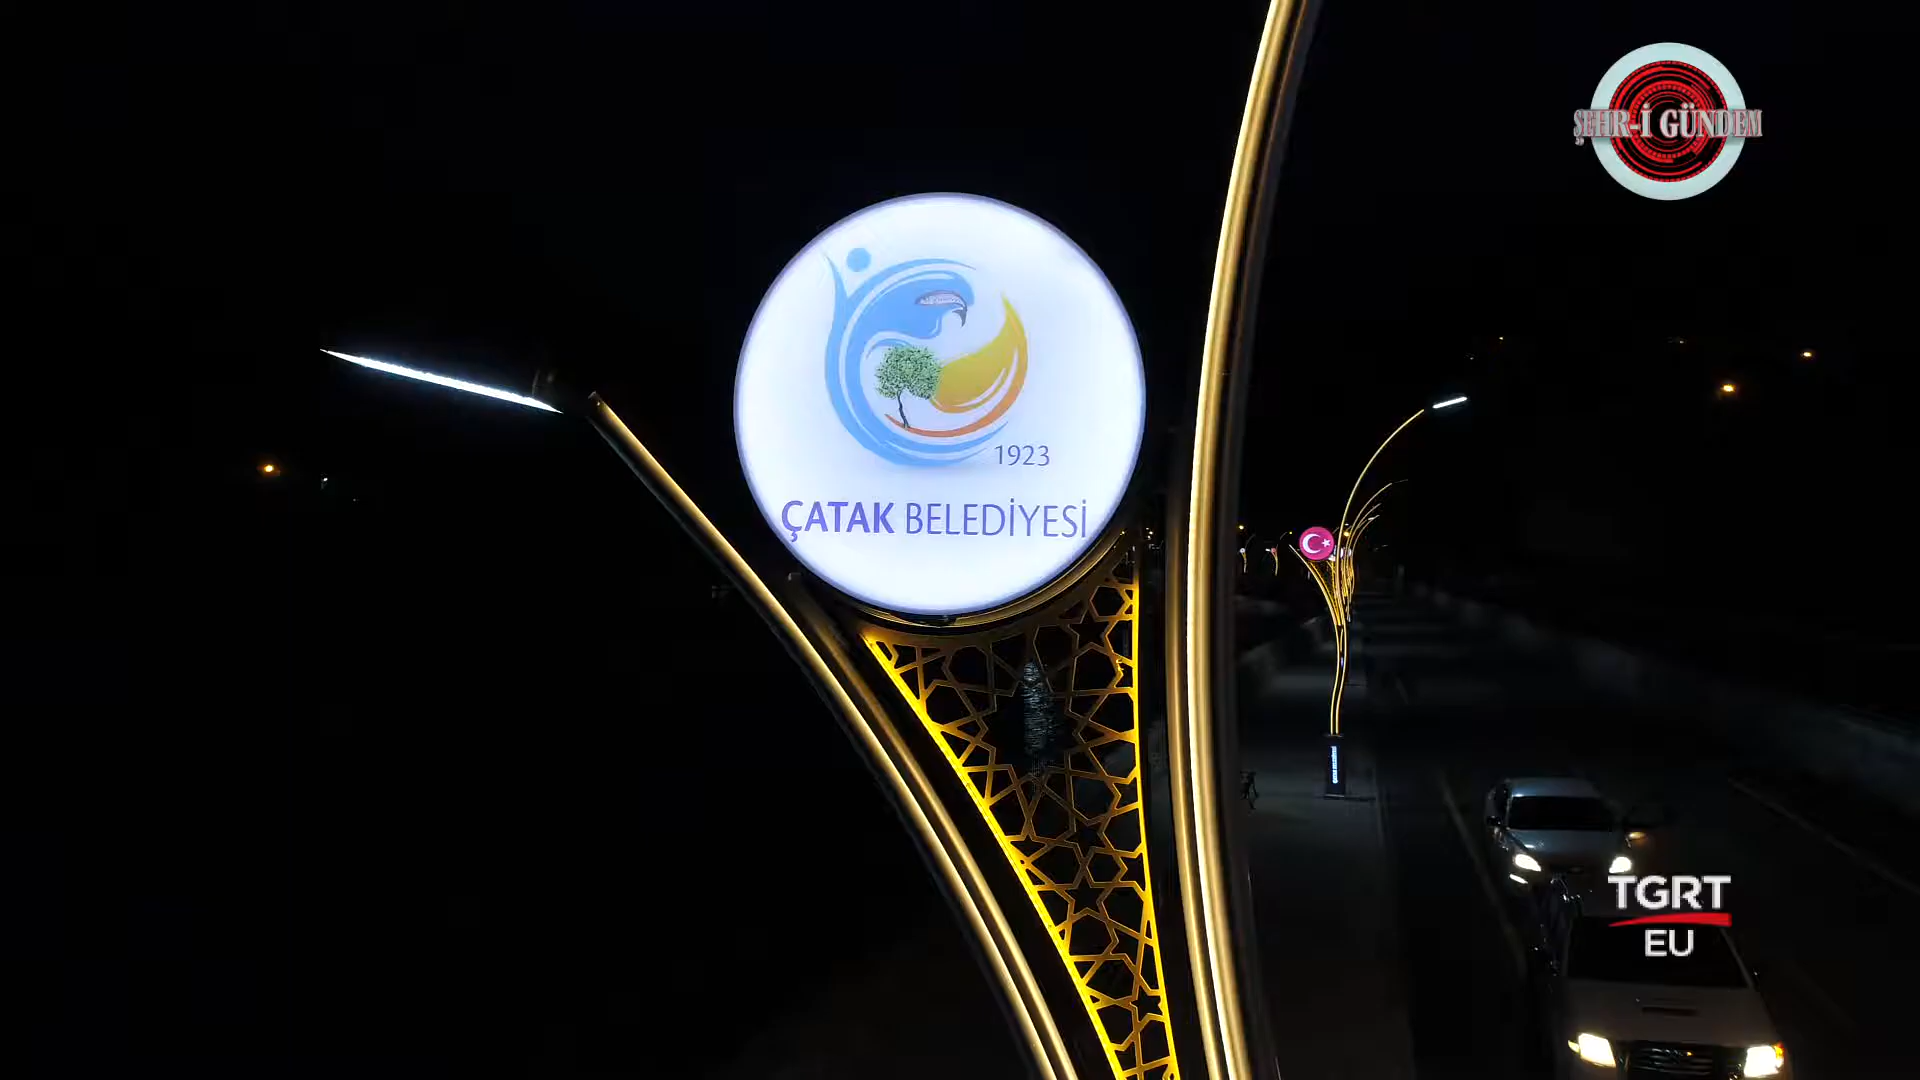 ŞEHR-İ GÜNDEM
1923
ÇATAK BELEDİYESİ
TGRT
EU